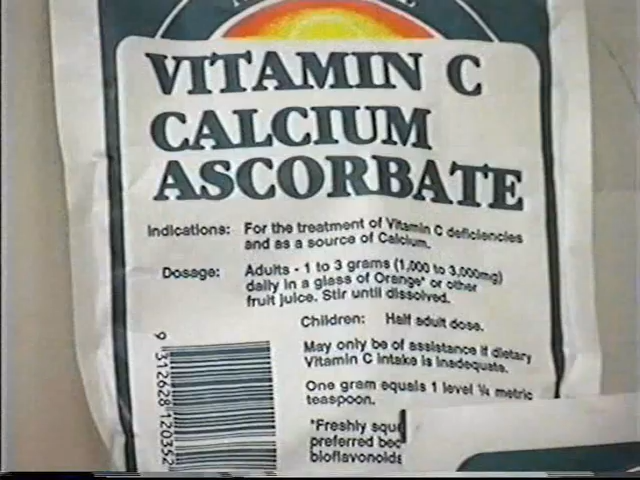 VITAMIN C
CALCIUM
ASCORBATE
Indications: For the treatment of Vitamin C deficiencies
and as a source of Calcium.
Dosage: Adults - 1 to 3 grams (1,000 to 3,000mg)
daily in a glass of Orange* or other
fruit juice. Stir until dissolved.
Children: Half adult dose.
May only be of assistance if dietary
Vitamin C intake is inadequate.
One gram equals 1 level ¼ metric
teaspoon.
*Freshly
preferred
bioflavonoids
9 312628 120352